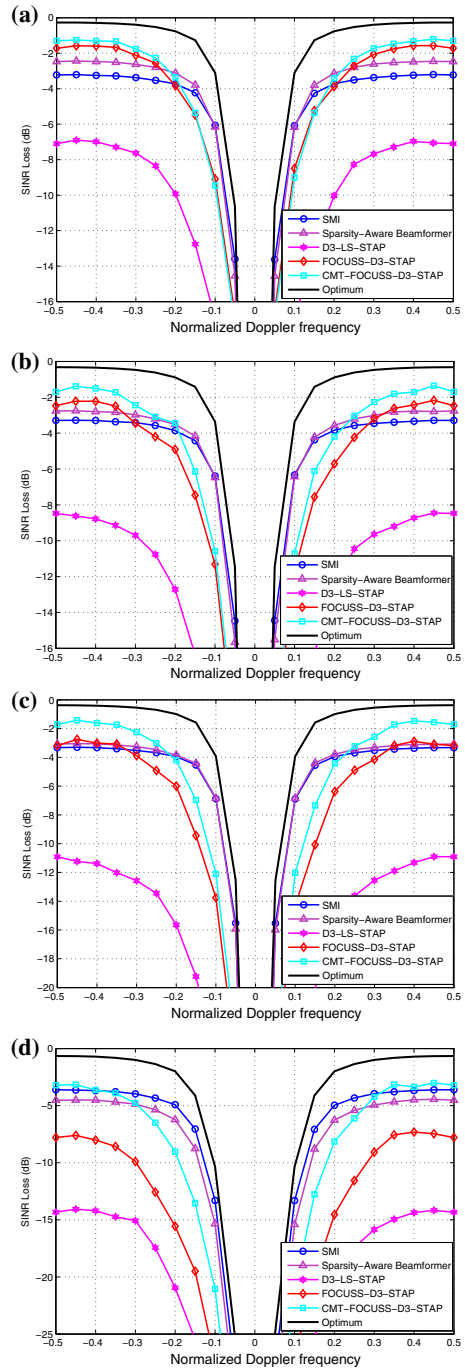 (a)
0
−2
−4
−6
−8
−10
−12
−14
−16
SINR Loss (dB)
SMI
Sparsity−Aware Beamformer
D3−LS−STAP
FOCUSS−D3−STAP
CMT−FOCUSS−D3−STAP
Optimum
−0.5 −0.4 −0.3 −0.2 −0.1 0 0.1 0.2 0.3 0.4 0.5
Normalized Doppler frequency
(b)
0
−2
−4
−6
−8
−10
−12
−14
−16
SINR Loss (dB)
SMI
Sparsity−Aware Beamformer
D3−LS−STAP
FOCUSS−D3−STAP
CMT−FOCUSS−D3−STAP
Optimum
−0.5 −0.4 −0.3 −0.2 −0.1 0 0.1 0.2 0.3 0.4 0.5
Normalized Doppler frequency
(c)
0
−2
−4
−6
−8
−10
−12
−14
−16
−18
−20
SINR Loss (dB)
SMI
Sparsity−Aware Beamformer
D3−LS−STAP
FOCUSS−D3−STAP
CMT−FOCUSS−D3−STAP
Optimum
−0.5 −0.4 −0.3 −0.2 −0.1 0 0.1 0.2 0.3 0.4 0.5
Normalized Doppler frequency
(d)
0
−5
−10
−15
−20
−25
SINR Loss (dB)
SMI
Sparsity−Aware Beamformer
D3−LS−STAP
FOCUSS−D3−STAP
CMT−FOCUSS−D3−STAP
Optimum
−0.5 −0.4 −0.3 −0.2 −0.1 0 0.1 0.2 0.3 0.4 0.5
Normalized Doppler frequency